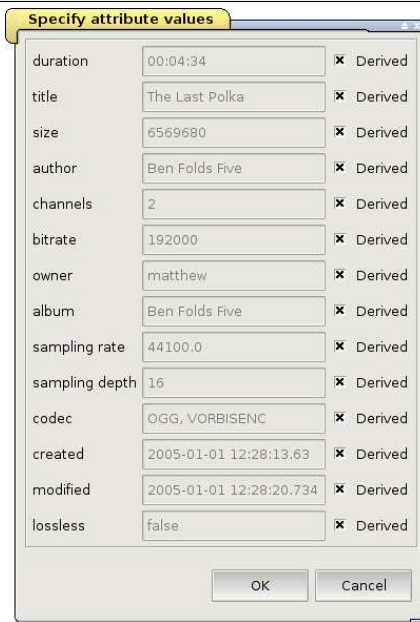 Specify attribute values
duration 00:04:34 Derived
title The Last Polka Derived
size 6569680 Derived
author Ben Folds Five Derived
channels 2 Derived
bitrate 192000 Derived
owner matthew Derived
album Ben Folds Five Derived
sampling rate 44100.0 Derived
sampling depth 16 Derived
codec OGG, VORBISENC Derived
created 2005-01-01 12:28:13.63 Derived
modified 2005-01-01 12:28:20.734 Derived
lossless false Derived
OK Cancel